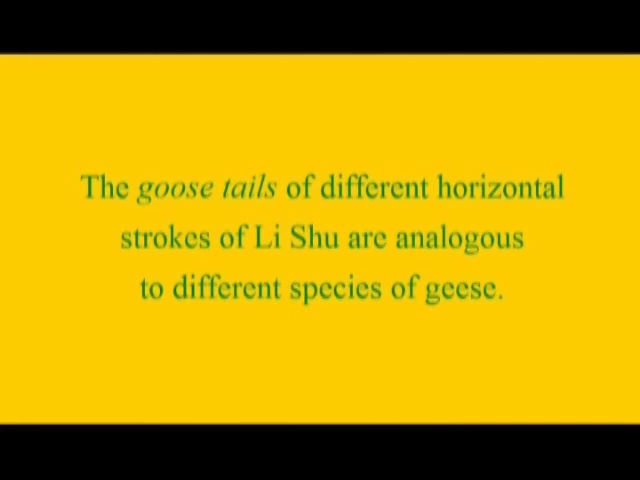 The goose tails of different horizontal
strokes of Li Shu are analogous
to different species of geese.